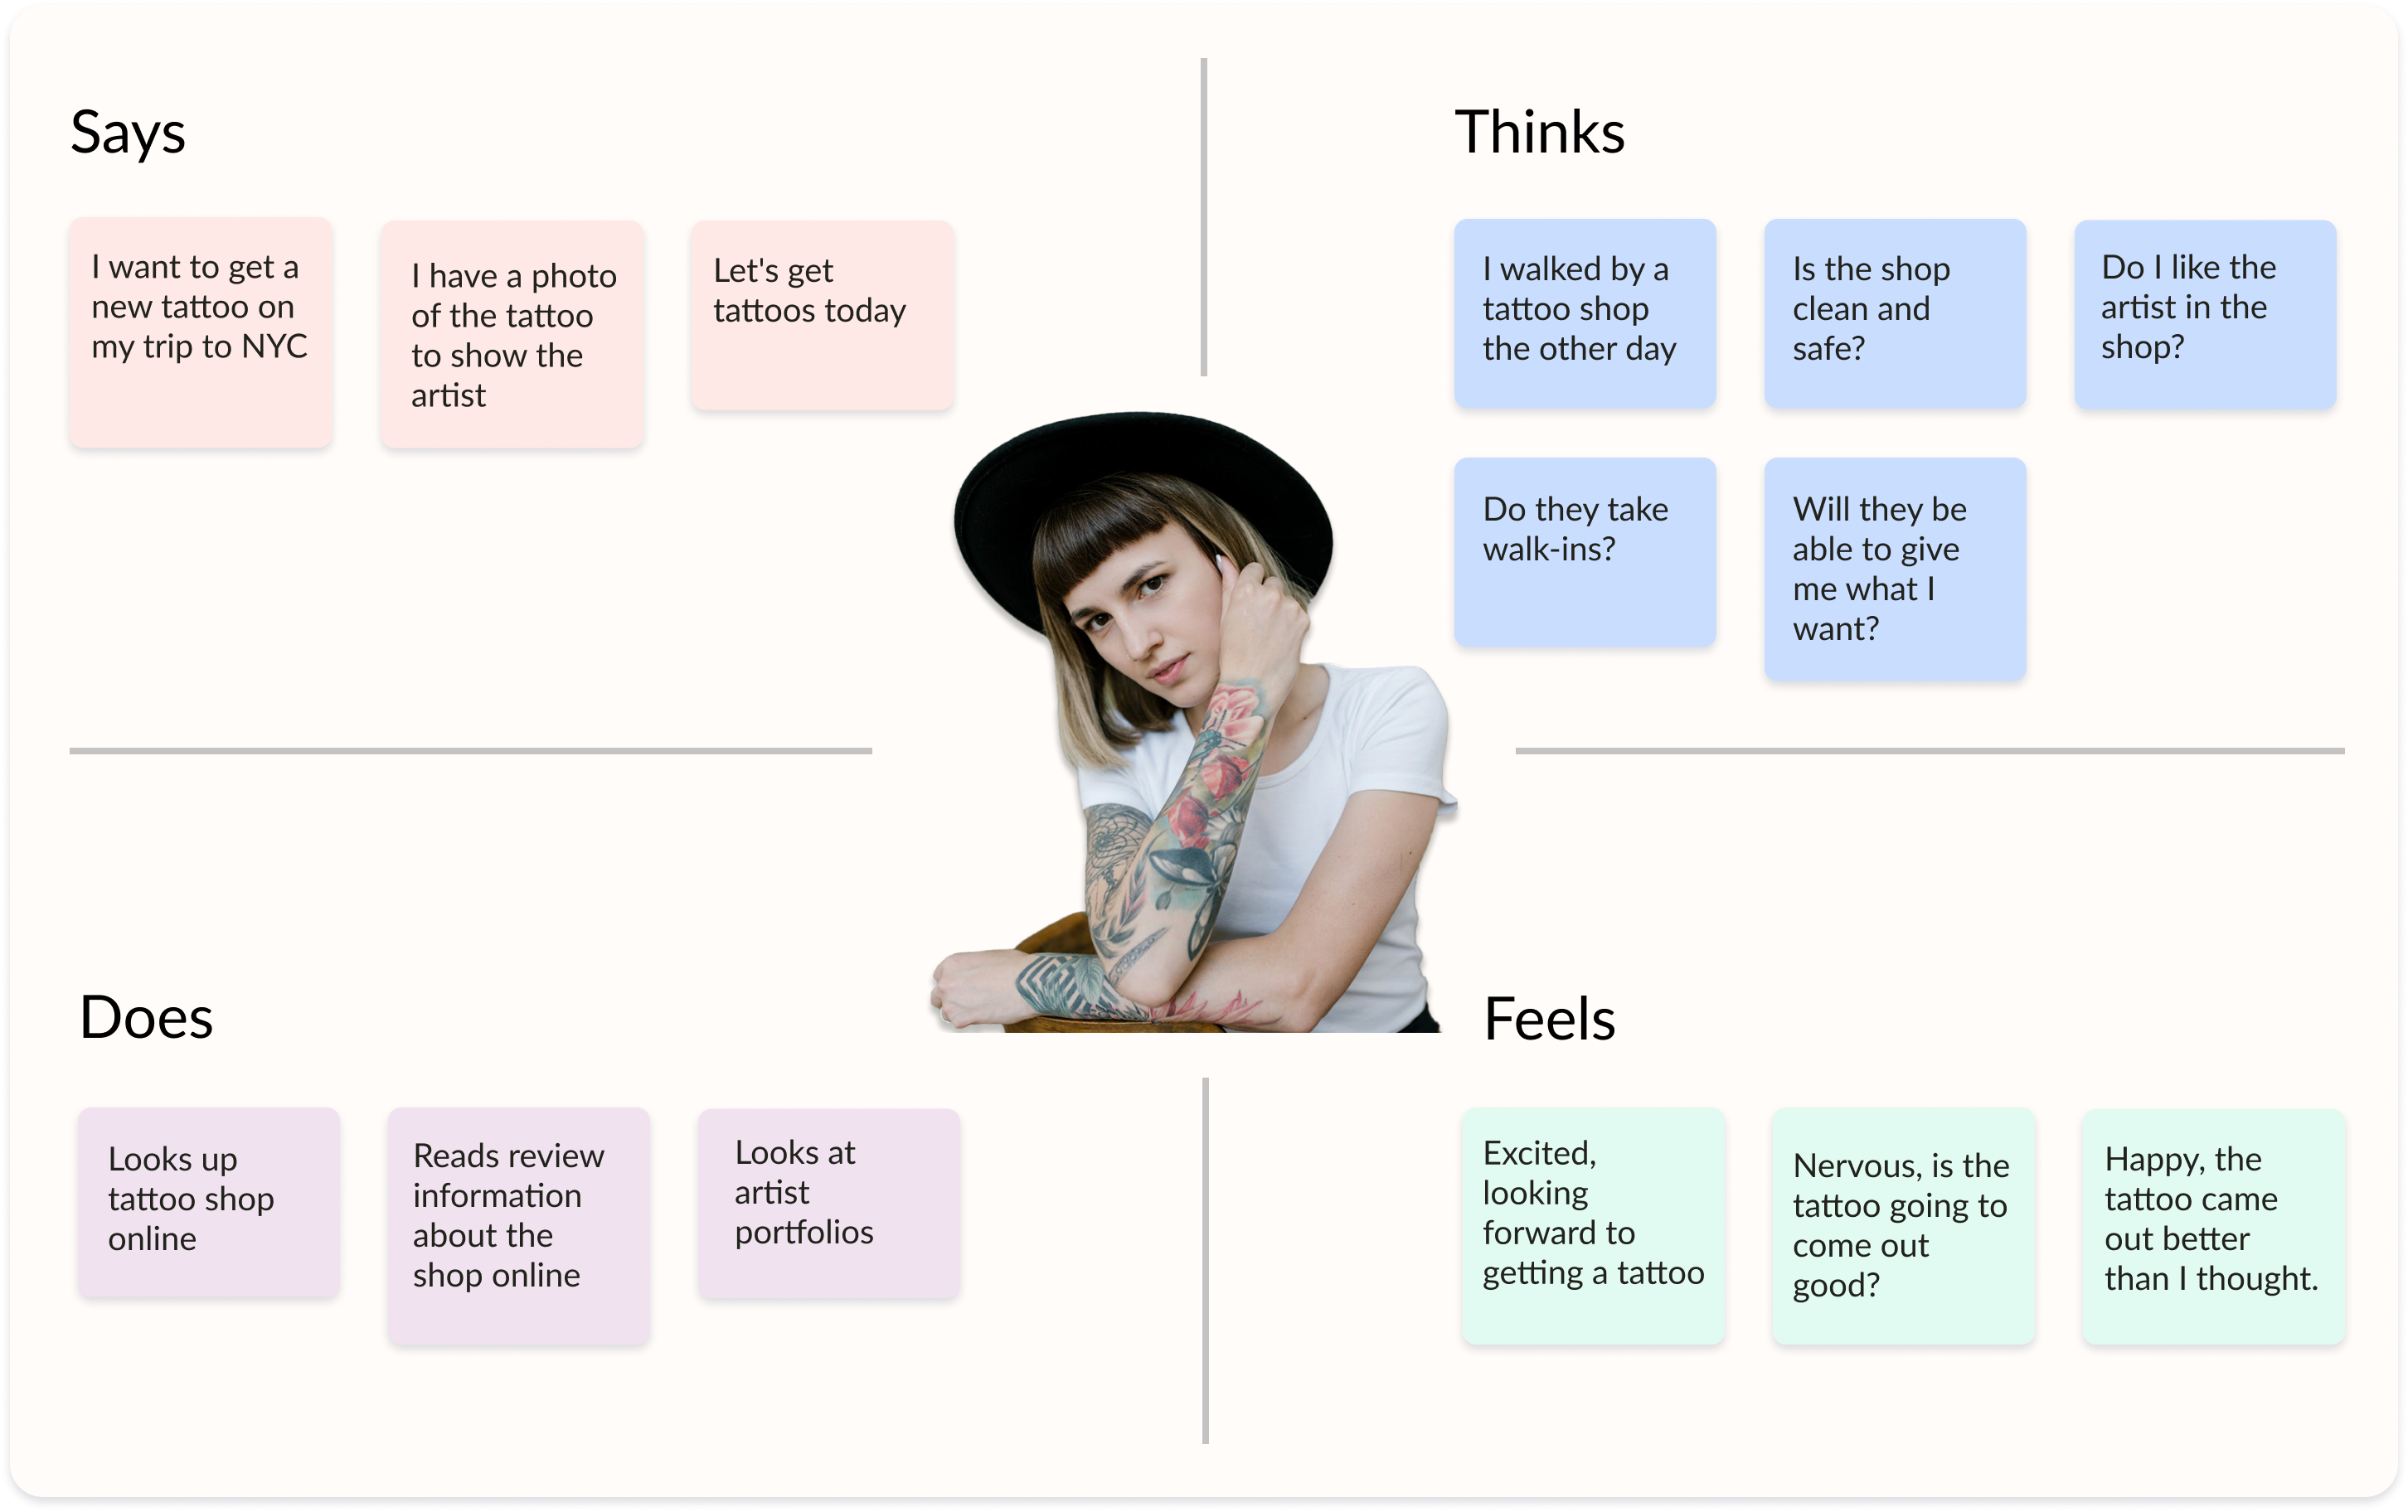 Says
I want to get a
new tattoo on
my trip to NYC
I have a photo
of the tattoo
to show the
artist
Let's get
tattoos today
Thinks
I walked by a
tattoo shop
the other day
Is the shop
clean and
safe?
Do I like the
artist in the
shop?
Do they take
walk-ins?
Will they be
able to give
me what I
want?
Does
Looks up
tattoo shop
online
Reads review
information
about the
shop online
Looks at
artist
portfolios
Feels
Excited,
looking
forward to
getting a tattoo
Nervous, is the
tattoo going to
come out
good?
Happy, the
tattoo came
out better
than I thought.